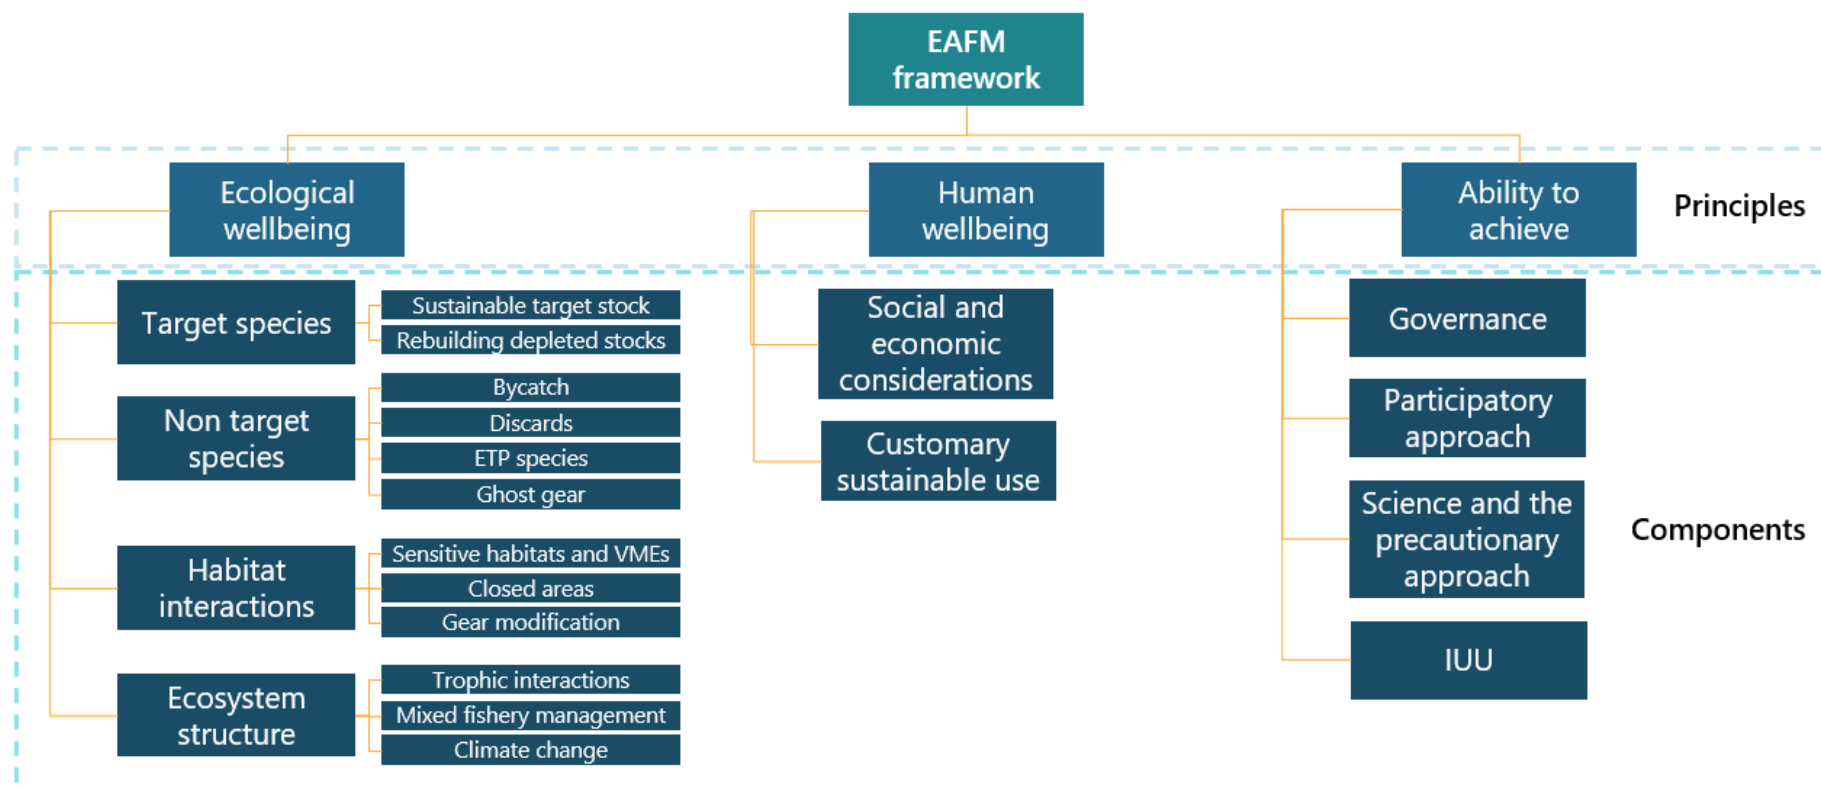 EAFM
framework
Ecological
wellbeing
Human
wellbeing
Ability to
achieve
Principles
Target species
Sustainable target stock
Rebuilding depleted stocks
Non target
species
Bycatch
Discards
ETP species
Ghost gear
Habitat
interactions
Sensitive habitats and VMEs
Closed areas
Gear modification
Ecosystem
structure
Trophic interactions
Mixed fishery management
Climate change
Social and
economic
considerations
Customary
sustainable use
Governance
Participatory
approach
Science and the
precautionary
approach
IUU
Components